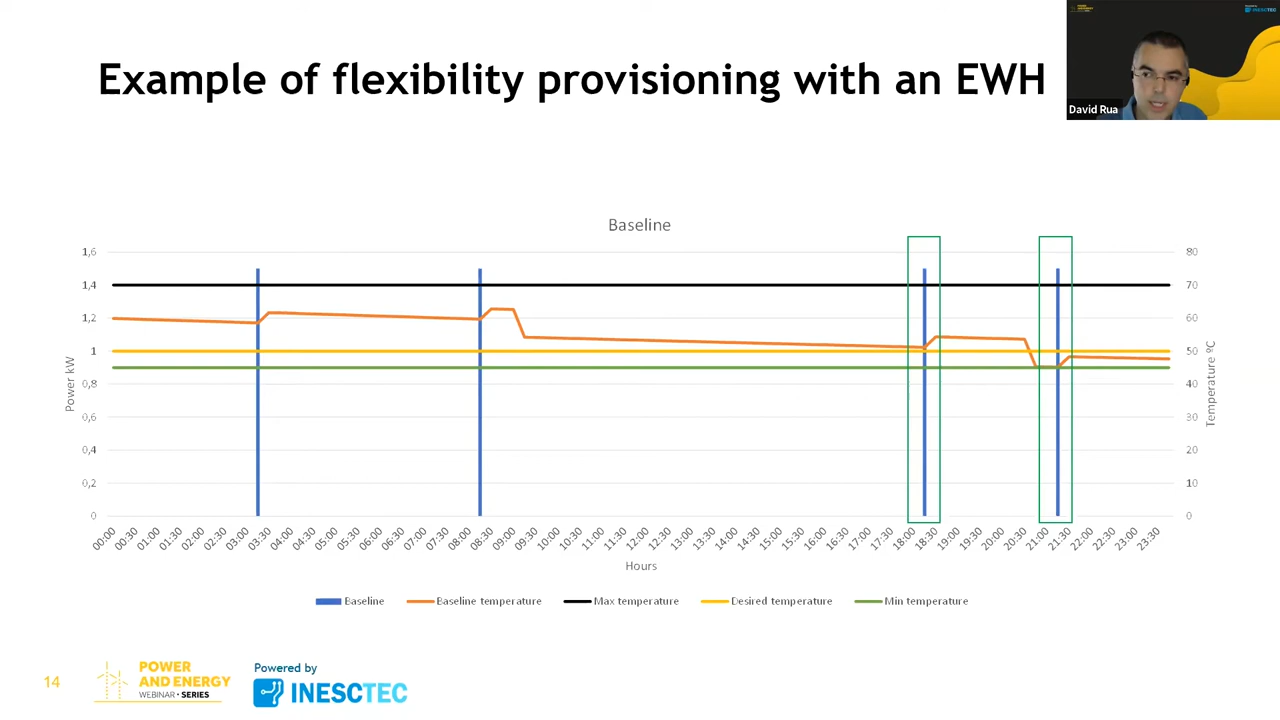 Example of flexibility provisioning with an EWH
INESCTEC
David Rua
Baseline
1,6
1,4
1,2
1
0,8
0,6
0,4
0,2
0
Power kW
80
70
60
50
40
30
20
10
0
Temperature ºC
00:00 00:30 01:00 01:30 02:00 02:30 03:00 03:30 04:00 04:30 05:00 05:30 06:00 06:30 07:00 07:30 08:00 08:30 09:00 09:30 10:00 10:30 11:00 11:30 12:00 12:30 13:00 13:30 14:00 14:30 15:00 15:30 16:00 16:30 17:00 17:30 18:00 18:30 19:00 19:30 20:00 20:30 21:00 21:30 22:00 22:30 23:00 23:30
Hours
Baseline Baseline temperature Max temperature Desired temperature Min temperature
14
POWER
AND ENERGY
WEBINAR • SERIES
Powered by
INESCTEC